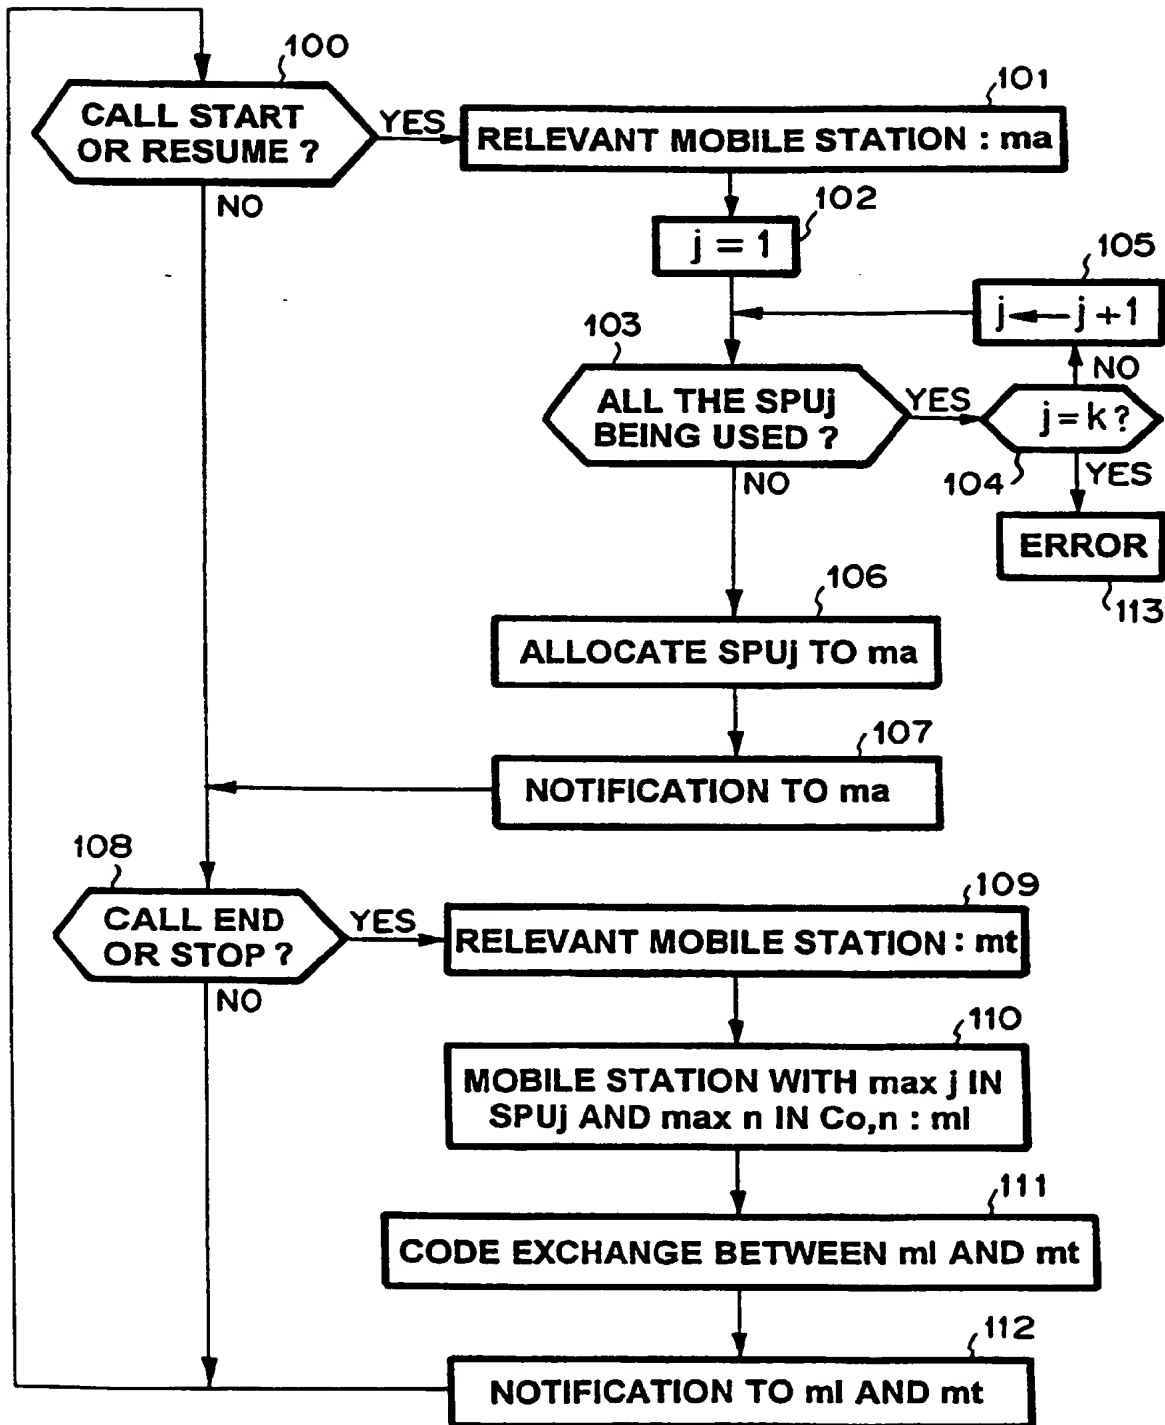 100
CALL START
OR RESUME ?
YES
NO
101
RELEVANT MOBILE STATION : ma
102
j = 1
105
j ← j + 1
103
ALL THE SPUj
BEING USED ?
YES
NO
NO
j = k ?
104
YES
ERROR
113
106
ALLOCATE SPUj TO ma
107
NOTIFICATION TO ma
108
CALL END
OR STOP ?
YES
NO
109
RELEVANT MOBILE STATION : mt
110
MOBILE STATION WITH max j IN
SPUj AND max n IN Co,n : ml
111
CODE EXCHANGE BETWEEN ml AND mt
112
NOTIFICATION TO ml AND mt